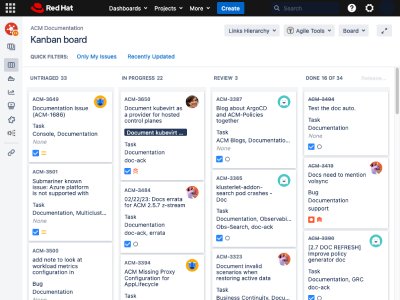 Red Hat
Dashboards
Projects
More
Create
Search
ACM Documentation
Kanban board
Links Hierarchy
Agile Tools
Board
QUICK FILTERS:
Only My Issues
Recently Updated
UNTRIAGED 33
IN PROGRESS 22
REVIEW 3
DONE 16 OF 34
Release...
ACM-3649
Documentation Issue
(ACM-1686)
Task
Console, Documentation
None
ACM-3601
Submariner known
issue: Azure platform
is not supported with
Task
Documentation, Multiclust...
None
ACM-3600
add note to look at
workload metrics
configuration in
Bug
Documentation
ACM-3650
Document kubevirt as
a provider for hosted
control planes
Document kubevirt ...
Task
Documentation
doc-ack
ACM-3484
02/22/23: Docs errata
for ACM 2.5.7 z-stream
Task
Documentation
doc-ack, errata
ACM-3394
ACM Missing Proxy
Configuration for
AppLifecycle
Task
Documentation
ACM-3387
Blog about ArgoCD
and ACM-Policies
together
Task
ACM Blogs, Documentatio...
None
ACM-3366
klusterlet-addon-
search pod crashes -
Doc
Task
Documentation, Observabi...
Obs-Search, doc-ack
ACM-3323
Document invalid
scenarios when
restoring active data
Task
Business Continuity, Docu...
ACM-3494
Test the doc auto.
Task
Documentation
None
ACM-3418
Docs need to mention
volsync
Bug
Documentation
support
ACM-3390
[2.7 DOC REFRESH]
Improve policy
generator doc
Task
Documentation, GRC
doc-ack